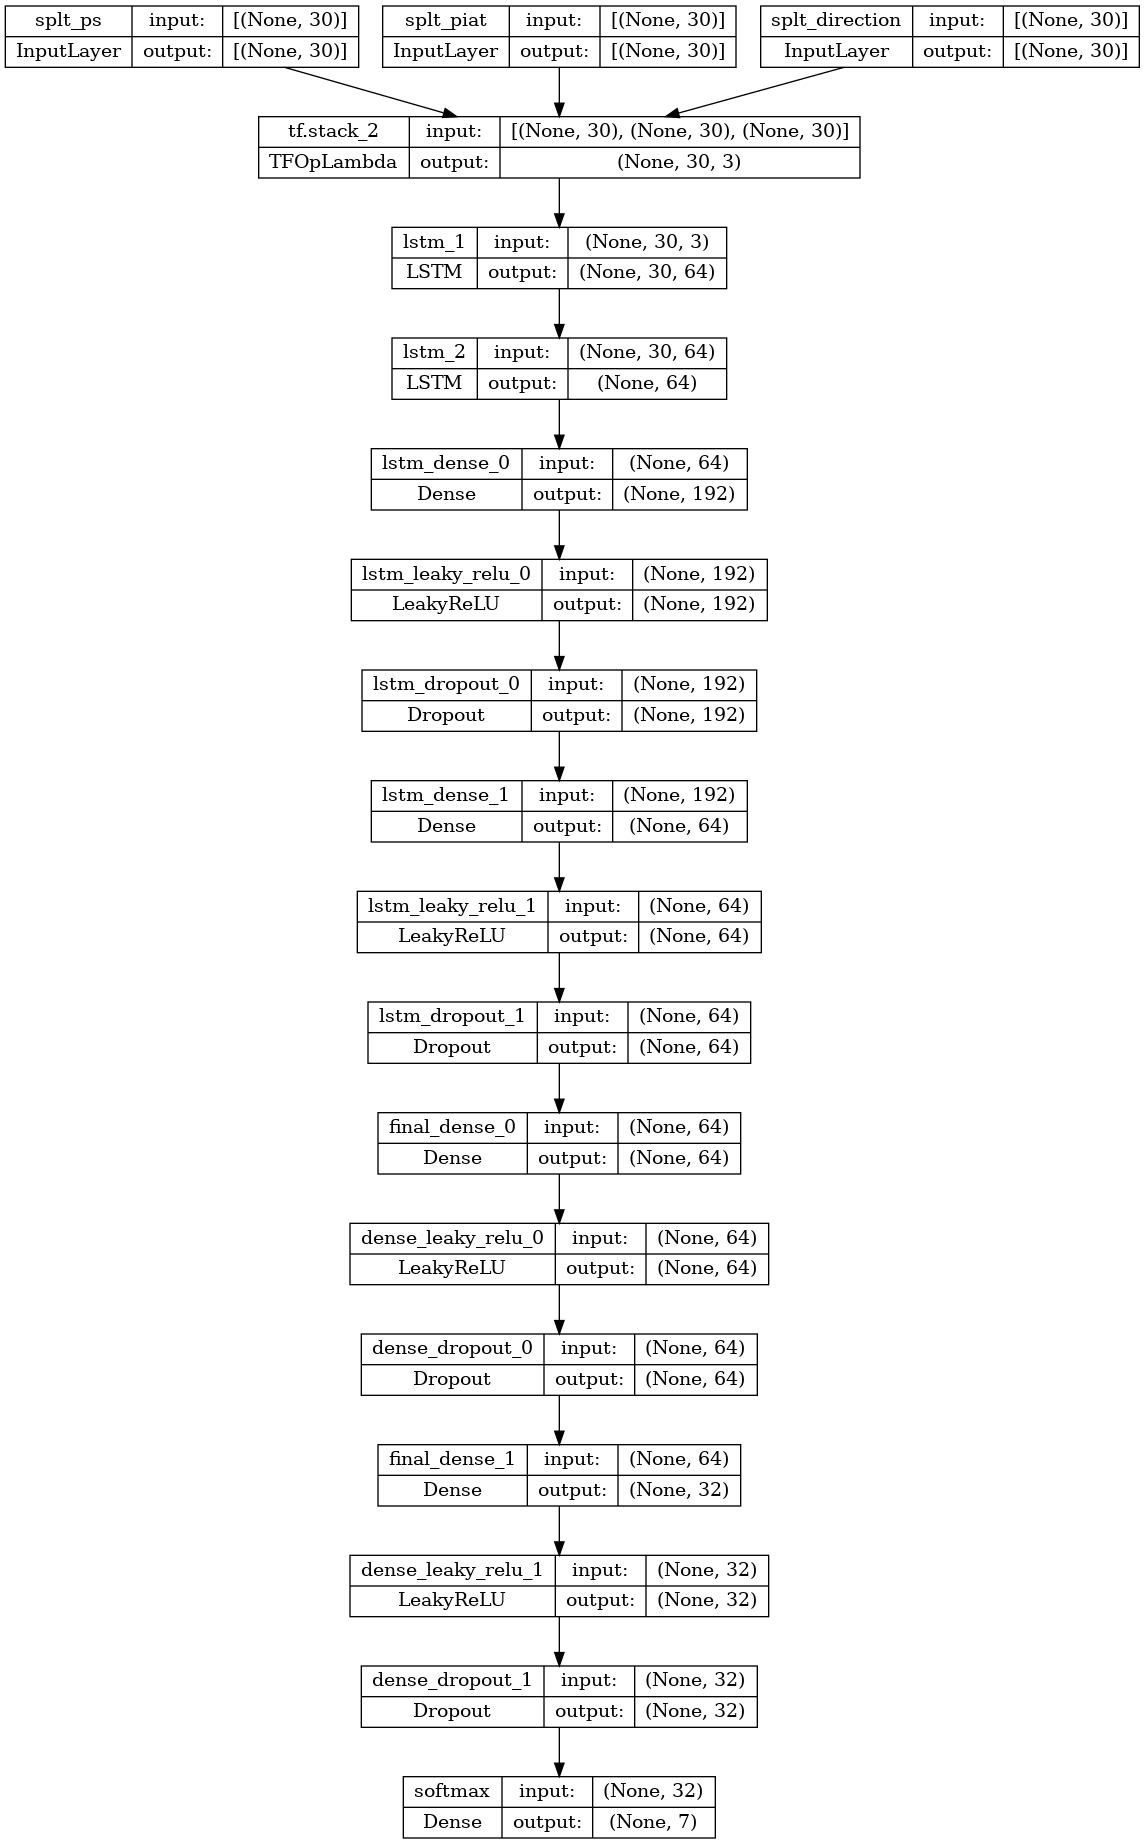 splt_ps input: [(None, 30)]
InputLayer output: [(None, 30)]
splt_piat input: [(None, 30)]
InputLayer output: [(None, 30)]
splt_direction input: [(None, 30)]
InputLayer output: [(None, 30)]
tf.stack_2 input: [(None, 30), (None, 30), (None, 30)]
TFOpLambda output: (None, 30, 3)
lstm_1 input: (None, 30, 3)
LSTM output: (None, 30, 64)
lstm_2 input: (None, 30, 64)
LSTM output: (None, 64)
lstm_dense_0 input: (None, 64)
Dense output: (None, 192)
lstm_leaky_relu_0 input: (None, 192)
LeakyReLU output: (None, 192)
lstm_dropout_0 input: (None, 192)
Dropout output: (None, 192)
lstm_dense_1 input: (None, 192)
Dense output: (None, 64)
lstm_leaky_relu_1 input: (None, 64)
LeakyReLU output: (None, 64)
lstm_dropout_1 input: (None, 64)
Dropout output: (None, 64)
final_dense_0 input: (None, 64)
Dense output: (None, 64)
dense_leaky_relu_0 input: (None, 64)
LeakyReLU output: (None, 64)
dense_dropout_0 input: (None, 64)
Dropout output: (None, 64)
final_dense_1 input: (None, 64)
Dense output: (None, 32)
dense_leaky_relu_1 input: (None, 32)
LeakyReLU output: (None, 32)
dense_dropout_1 input: (None, 32)
Dropout output: (None, 32)
softmax input: (None, 32)
Dense output: (None, 7)